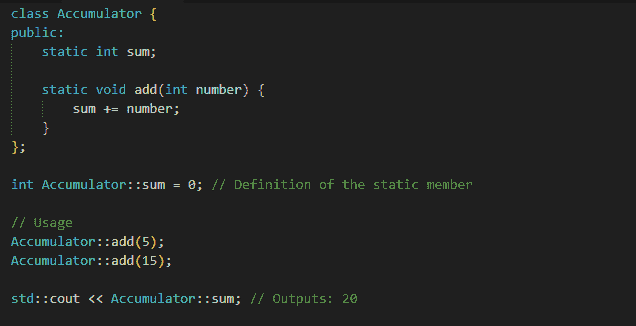 class Accumulator {
public:
    static int sum;

    static void add(int number) {
        sum += number;
    }
};

int Accumulator::sum = 0; // Definition of the static member

// Usage
Accumulator::add(5);
Accumulator::add(15);

std::cout << Accumulator::sum; // Outputs: 20